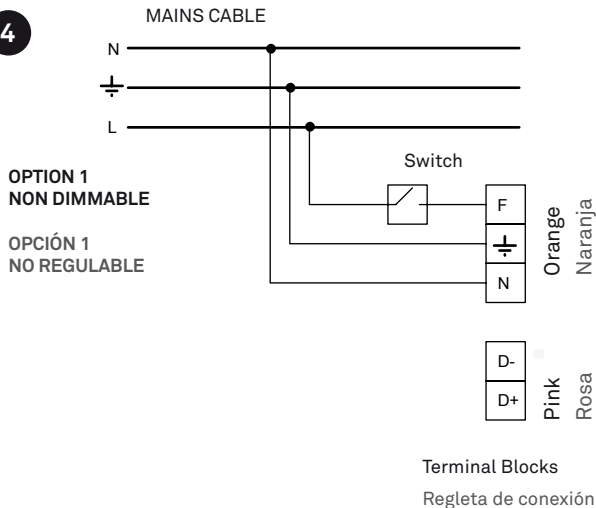 4
MAINS CABLE
N
L
OPTION 1
NON DIMMABLE
OPCIÓN 1
NO REGULABLE
Switch
F
N
Orange
Naranja
D-
D+
Pink
Rosa
Terminal Blocks
Regleta de conexión